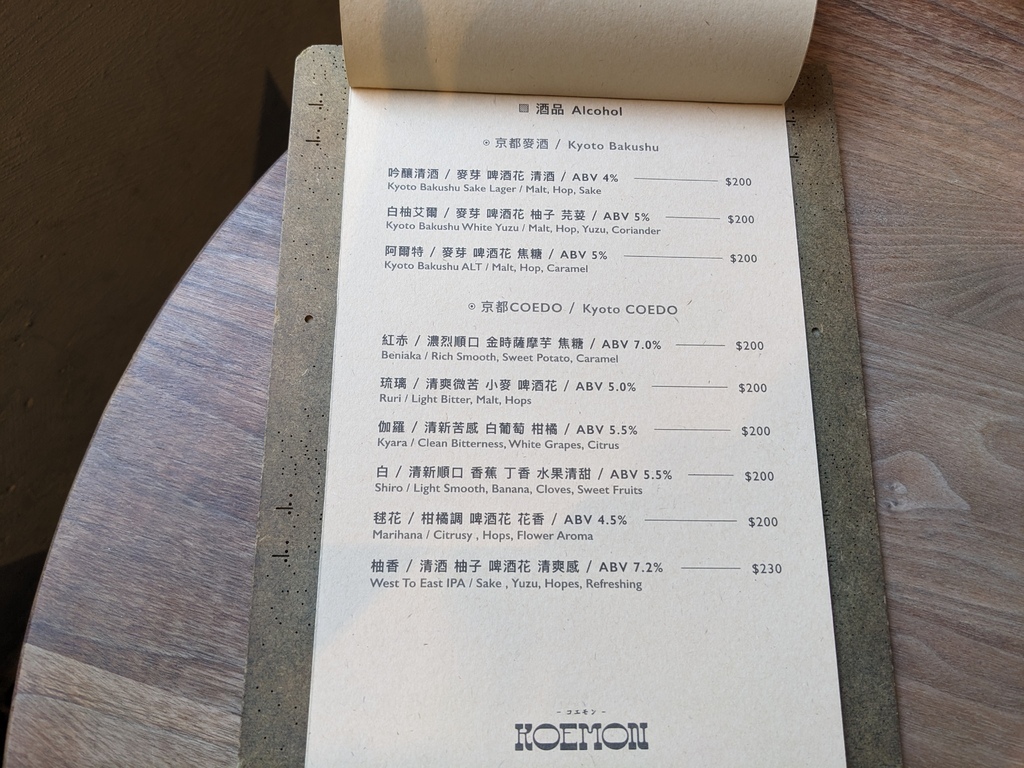 酒品 Alcohol
京都麥酒 / Kyoto Bakushu
吟釀清酒 / 麥芽 啤酒花 清酒 / ABV 4% $200
Kyoto Bakushu Sake Lager / Malt, Hop, Sake
白柚艾爾 / 麥芽 啤酒花 柚子 芫荽 / ABV 5% $200
Kyoto Bakushu White Yuzu / Malt, Hop, Yuzu, Coriander
阿爾特 / 麥芽 啤酒花 焦糖 / ABV 5% $200
Kyoto Bakushu ALT / Malt, Hop, Caramel
京都COEDO / Kyoto COEDO
紅赤 / 濃烈順口 金時薩摩芋 焦糖 / ABV 7.0% $200
Beniaka / Rich Smooth, Sweet Potato, Caramel
琉璃 / 清爽微苦 小麥 啤酒花 / ABV 5.0% $200
Ruri / Light Bitter, Malt, Hops
伽羅 / 清新苦感 白葡萄 柑橘 / ABV 5.5% $200
Kyara / Clean Bitterness, White Grapes, Citrus
白 / 清新順口 香蕉 丁香 水果清甜 / ABV 5.5% $200
Shiro / Light Smooth, Banana, Cloves, Sweet Fruits
毬花 / 柑橘調 啤酒花 花香 / ABV 4.5% $200
Marihana / Citrusy , Hops, Flower Aroma
柚香 / 清酒 柚子 啤酒花 清爽感 / ABV 7.2% $230
West To East IPA / Sake , Yuzu, Hopes, Refreshing
– コエモン –
KOEMON